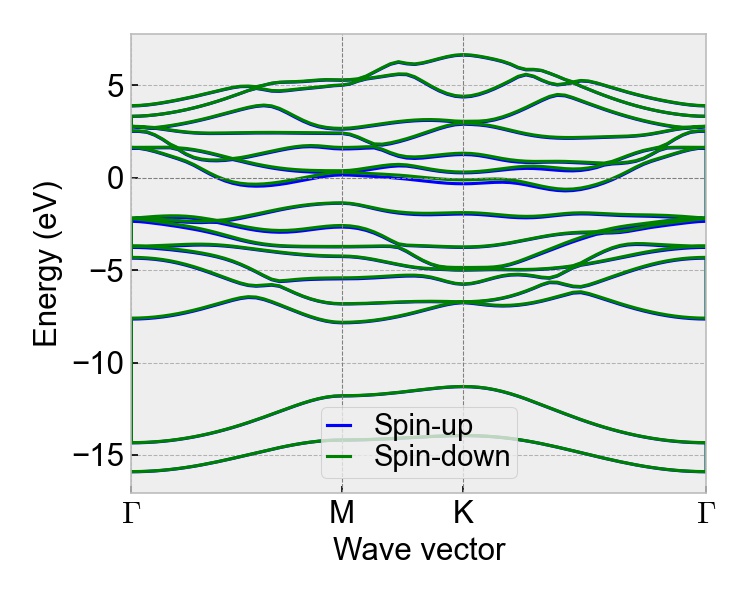 5
0
−5
−10
−15
Energy (eV)
Spin-up
Spin-down
Γ M K Γ
Wave vector